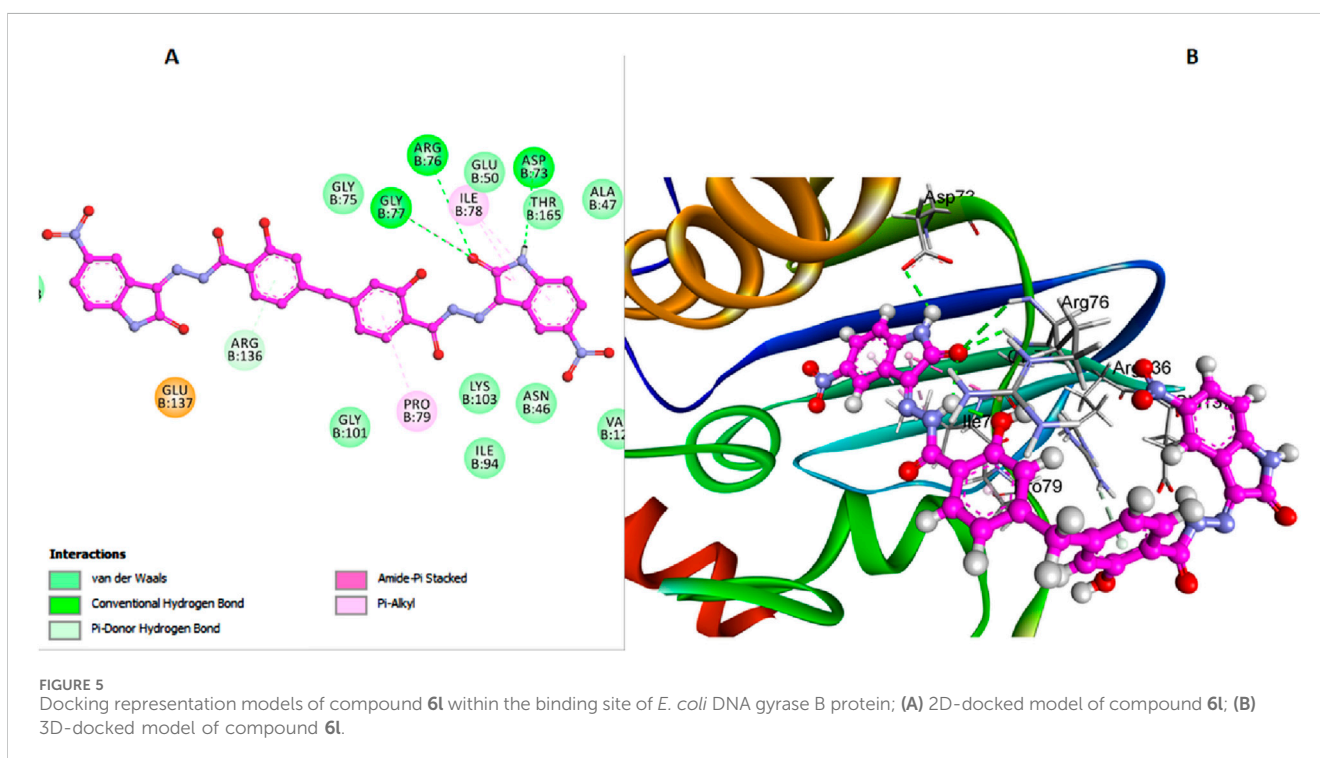 A
B
ARG
B:76
GLU
B:50
ASP
B:73
GLY
B:75
ILE
B:78
THR
B:165
ALA
B:47
GLY
B:77
ARG
B:136
GLU
B:137
LYS
B:103
ASN
B:46
PRO
B:79
GLY
B:101
ILE
B:94
VA
B:12
Interactions
van der Waals
Conventional Hydrogen Bond
Pi-Donor Hydrogen Bond
Amide-Pi Stacked
Pi-Alkyl
Arg76
FIGURE 5
Docking representation models of compound 6l within the binding site of E. coli DNA gyrase B protein; (A) 2D-docked model of compound 6l; (B)
3D-docked model of compound 6l.